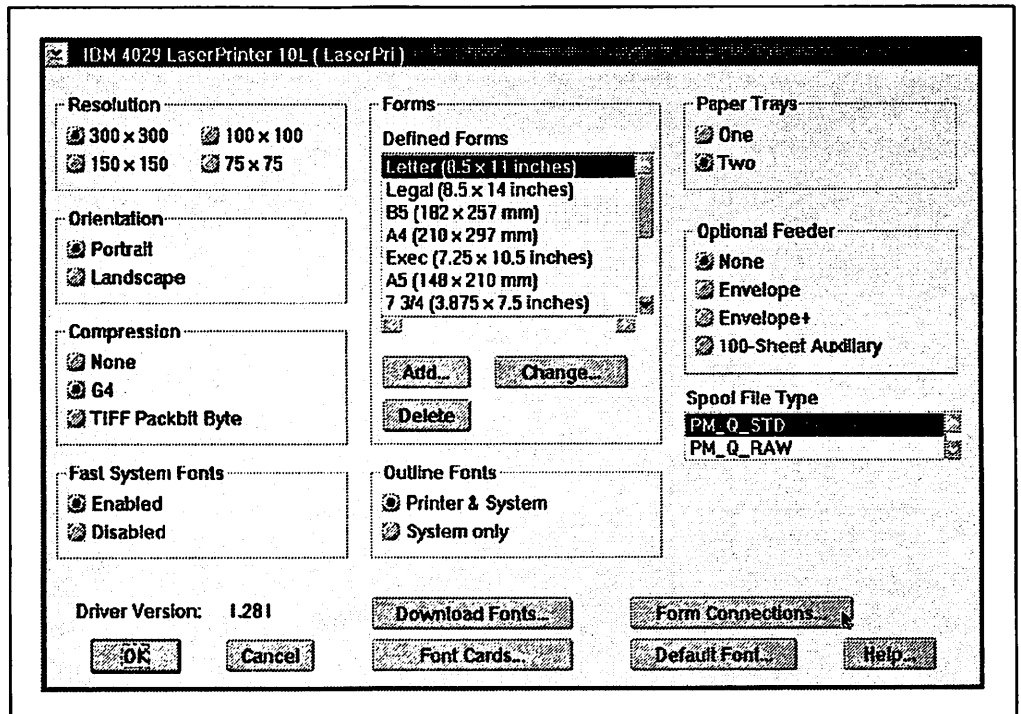 IBM 4029 LaserPrinter 10L ( LaserPri )
Resolution
300 x 300 100 x 100
150 x 150 75 x 75
Orientation
Portrait
Landscape
Compression
None
G4
TIFF Packbit Byte
Fast System Fonts
Enabled
Disabled
Forms
Defined Forms
Letter (8.5 x 11 inches)
Legal (8.5 x 14 inches)
B5 (182 x 257 mm)
A4 (210 x 297 mm)
Exec (7.25 x 10.5 inches)
A5 (148 x 210 mm)
7 3/4 (3.875 x 7.5 inches)
Add... Change...
Delete
Outline Fonts
Printer & System
System only
Paper Trays
One
Two
Optional Feeder
None
Envelope
Envelope+
100-Sheet Auxiliary
Spool File Type
PM_Q_STD
PM_Q_RAW
Driver Version: 1.281
Download Fonts... Form Connections...
OK Cancel Font Cards... Default Font... Help...